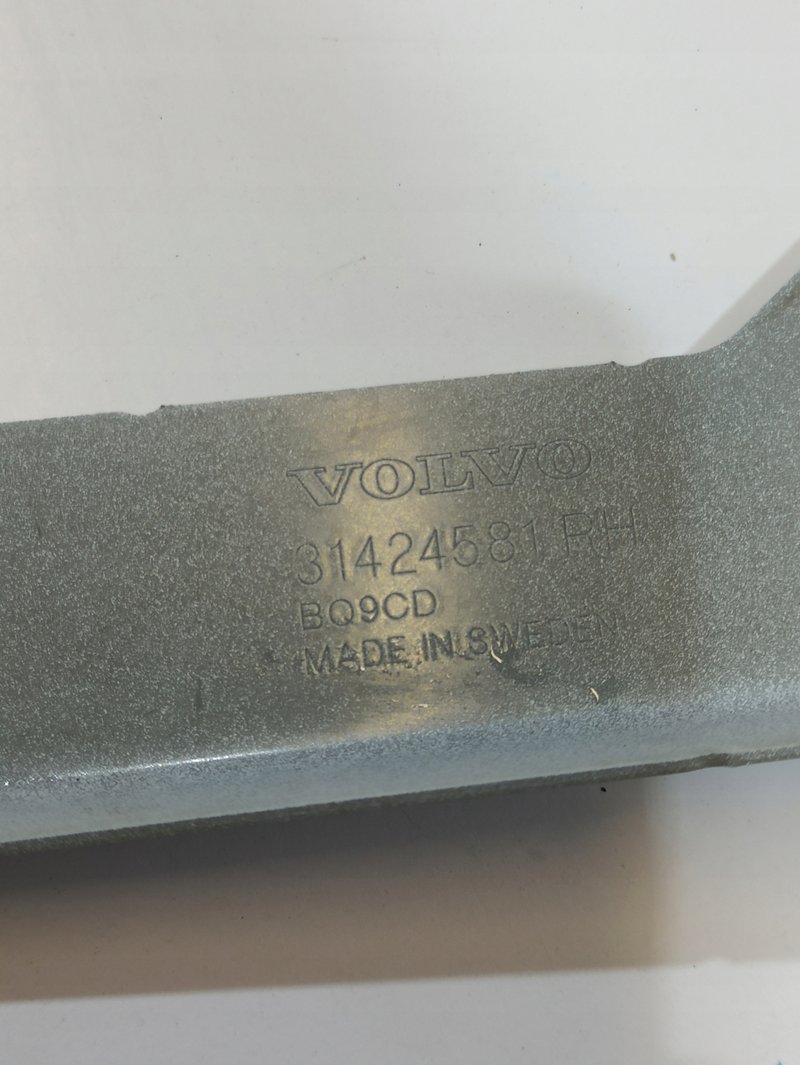 VOLVO
31424581 RH
BQ9CD
MADE IN SWEDEN